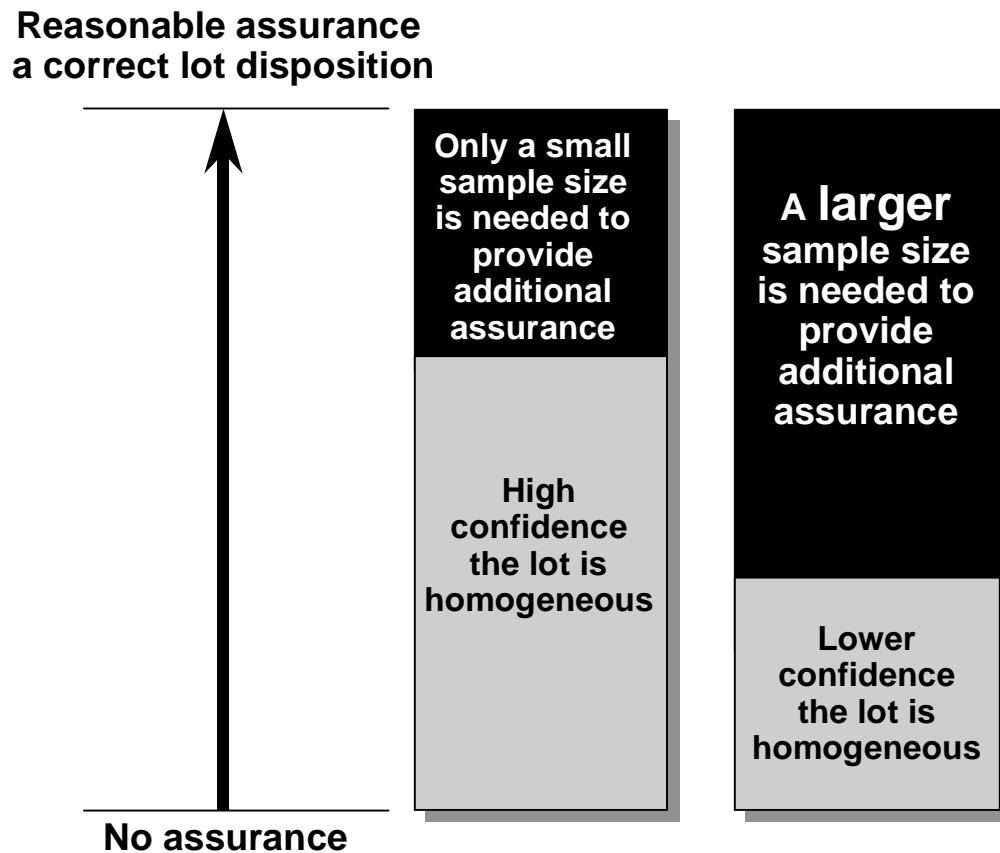 Reasonable assurance
a correct lot disposition
Only a small
sample size
is needed to
provide
additional
assurance
High
confidence
the lot is
homogeneous
A larger
sample size
is needed to
provide
additional
assurance
Lower
confidence
the lot is
homogeneous
No assurance